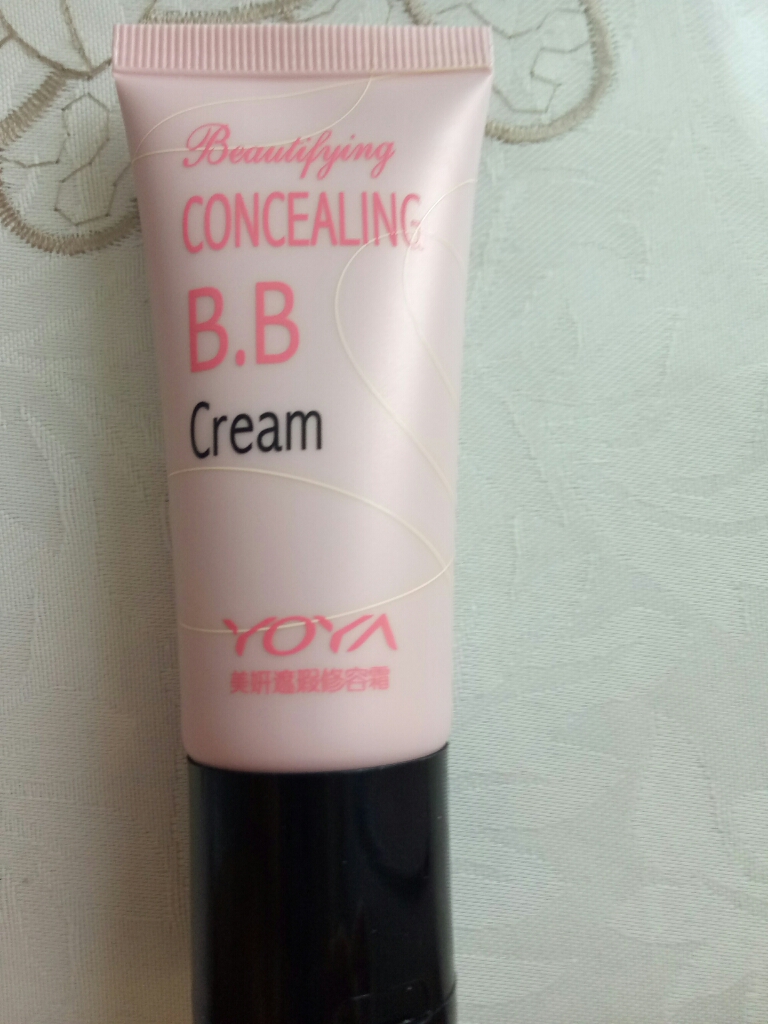 Beautifying
CONCEALING
B.B
Cream
YOYA
美妍遮瑕修容霜